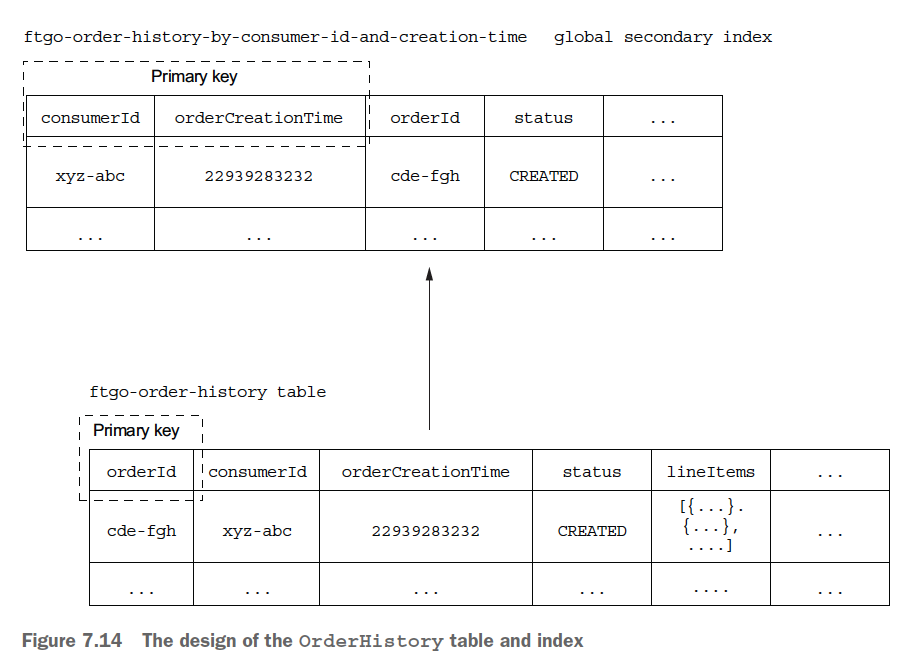 ftgo-order-history-by-consumer-id-and-creation-time global secondary index
Primary key
consumerId orderCreationTime orderId status ...
xyz-abc 22939283232 cde-fgh CREATED ...
... ... ... ... ...
ftgo-order-history table
Primary key
orderId consumerId orderCreationTime status lineItems ...
cde-fgh xyz-abc 22939283232 CREATED [{...}.
{...},
....] ...
... ... ... ... .... ...
Figure 7.14 The design of the OrderHistory table and index